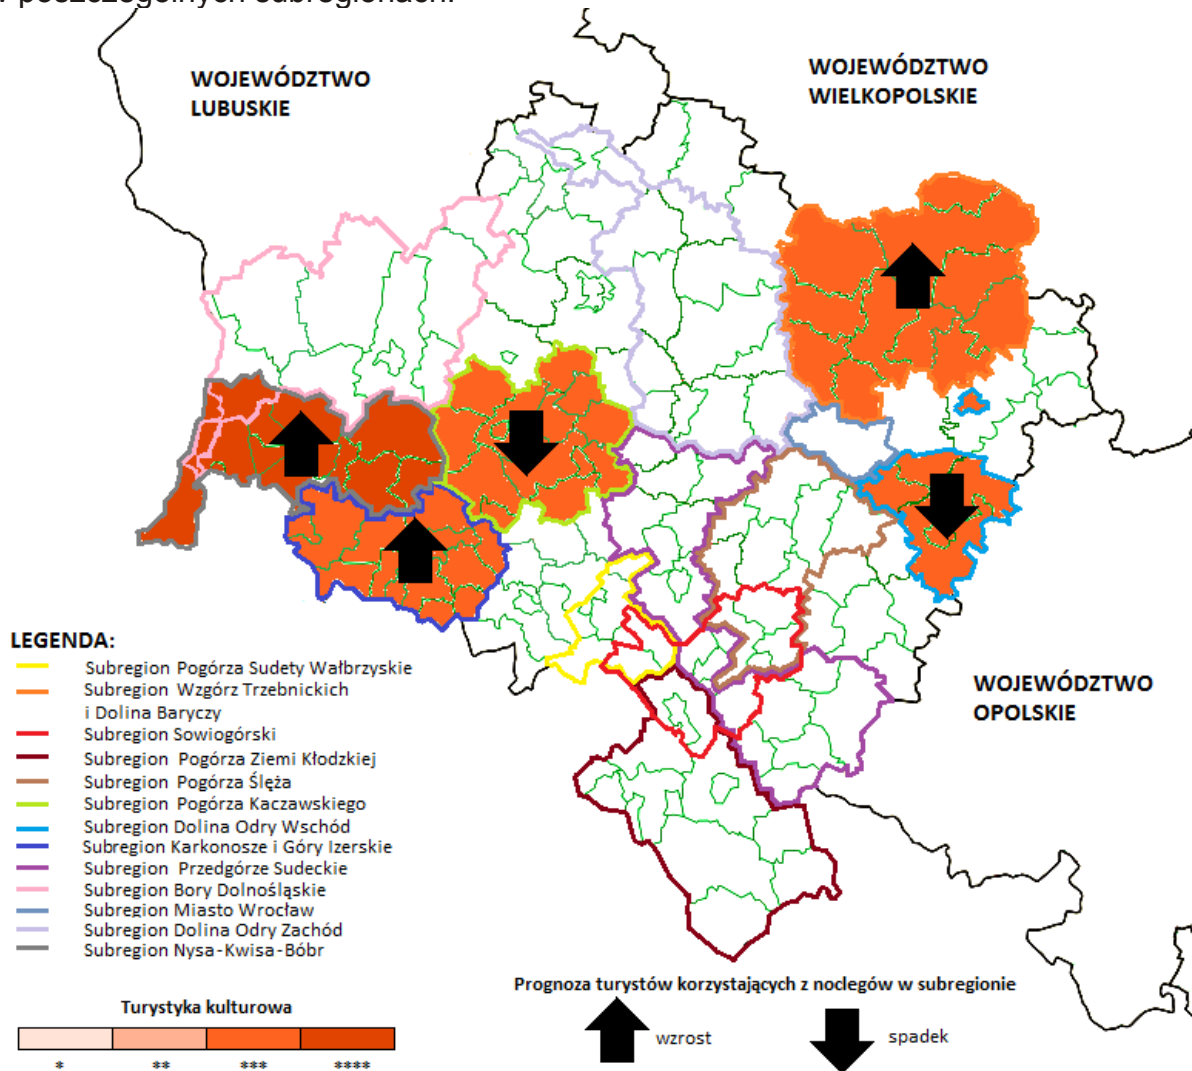 poszczególnych subregionach.
WOJEWÓDZTWO
LUBUSKIE
WOJEWÓDZTWO
WIELKOPOLSKIE
WOJEWÓDZTWO
OPOLSKIE
LEGENDA:
Subregion Pogórza Sudety Wałbrzyskie
Subregion Wzgórz Trzebnickich
i Dolina Baryczy
Subregion Sowiogórski
Subregion Pogórza Ziemi Kłodzkiej
Subregion Pogórza Ślęża
Subregion Pogórza Kaczawskiego
Subregion Dolina Odry Wschód
Subregion Karkonosze i Góry Izerskie
Subregion Przedgórze Sudeckie
Subregion Bory Dolnośląskie
Subregion Miasto Wrocław
Subregion Dolina Odry Zachód
Subregion Nysa-Kwisa-Bóbr
Turystyka kulturowa
* ** *** ****
Prognoza turystów korzystających z noclegów w subregionie
wzrost
spadek